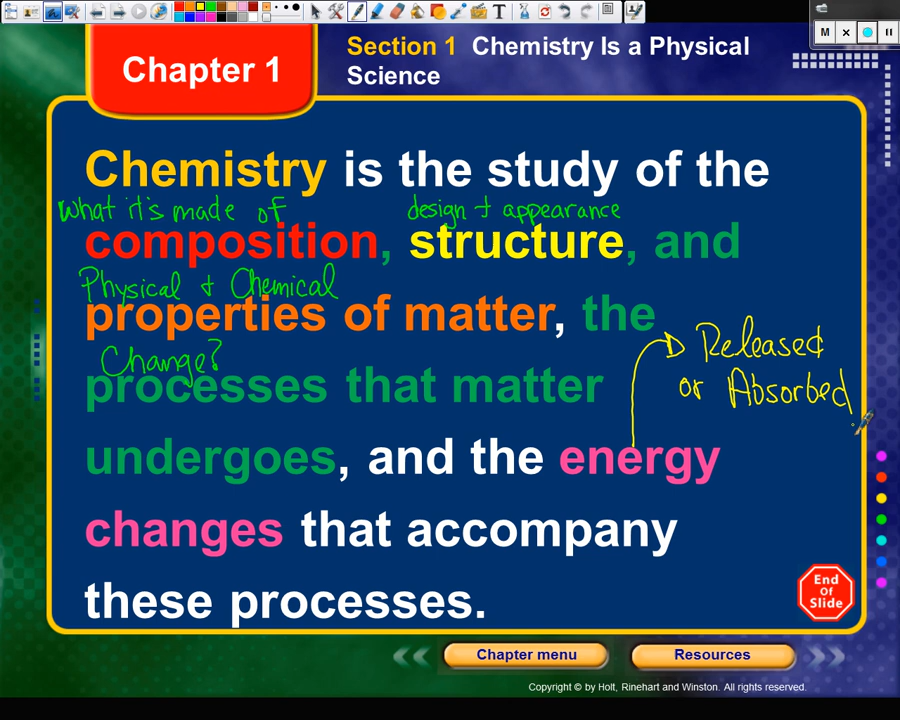 M
Chapter 1
Section 1 Chemistry Is a Physical
Science
Chemistry is the study of the
What it's made of
design + appearance
composition, structure, and
Physical + Chemical
properties of matter, the
Change?
Released
or Absorbed
processes that matter
undergoes, and the energy
changes that accompany
these processes.
End
Of
Slide
Chapter menu
Resources
Copyright © by Holt, Rinehart and Winston. All rights reserved.